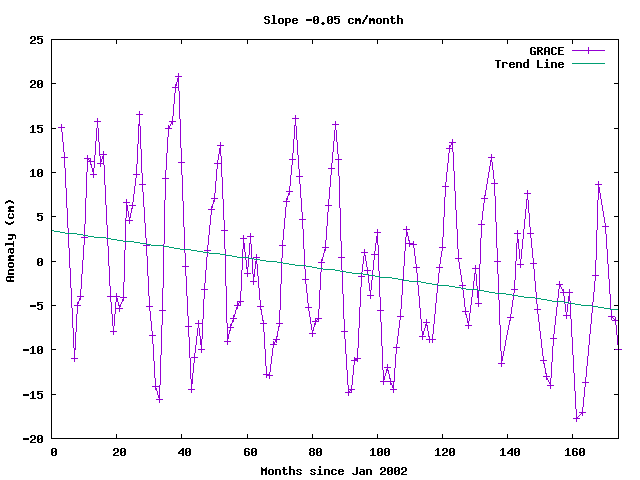 Slope -0.05 cm/month
25
20
15
10
5
0
-5
-10
-15
-20
Anomaly (cm)
GRACE
Trend Line
0 20 40 60 80 100 120 140 160
Months since Jan 2002